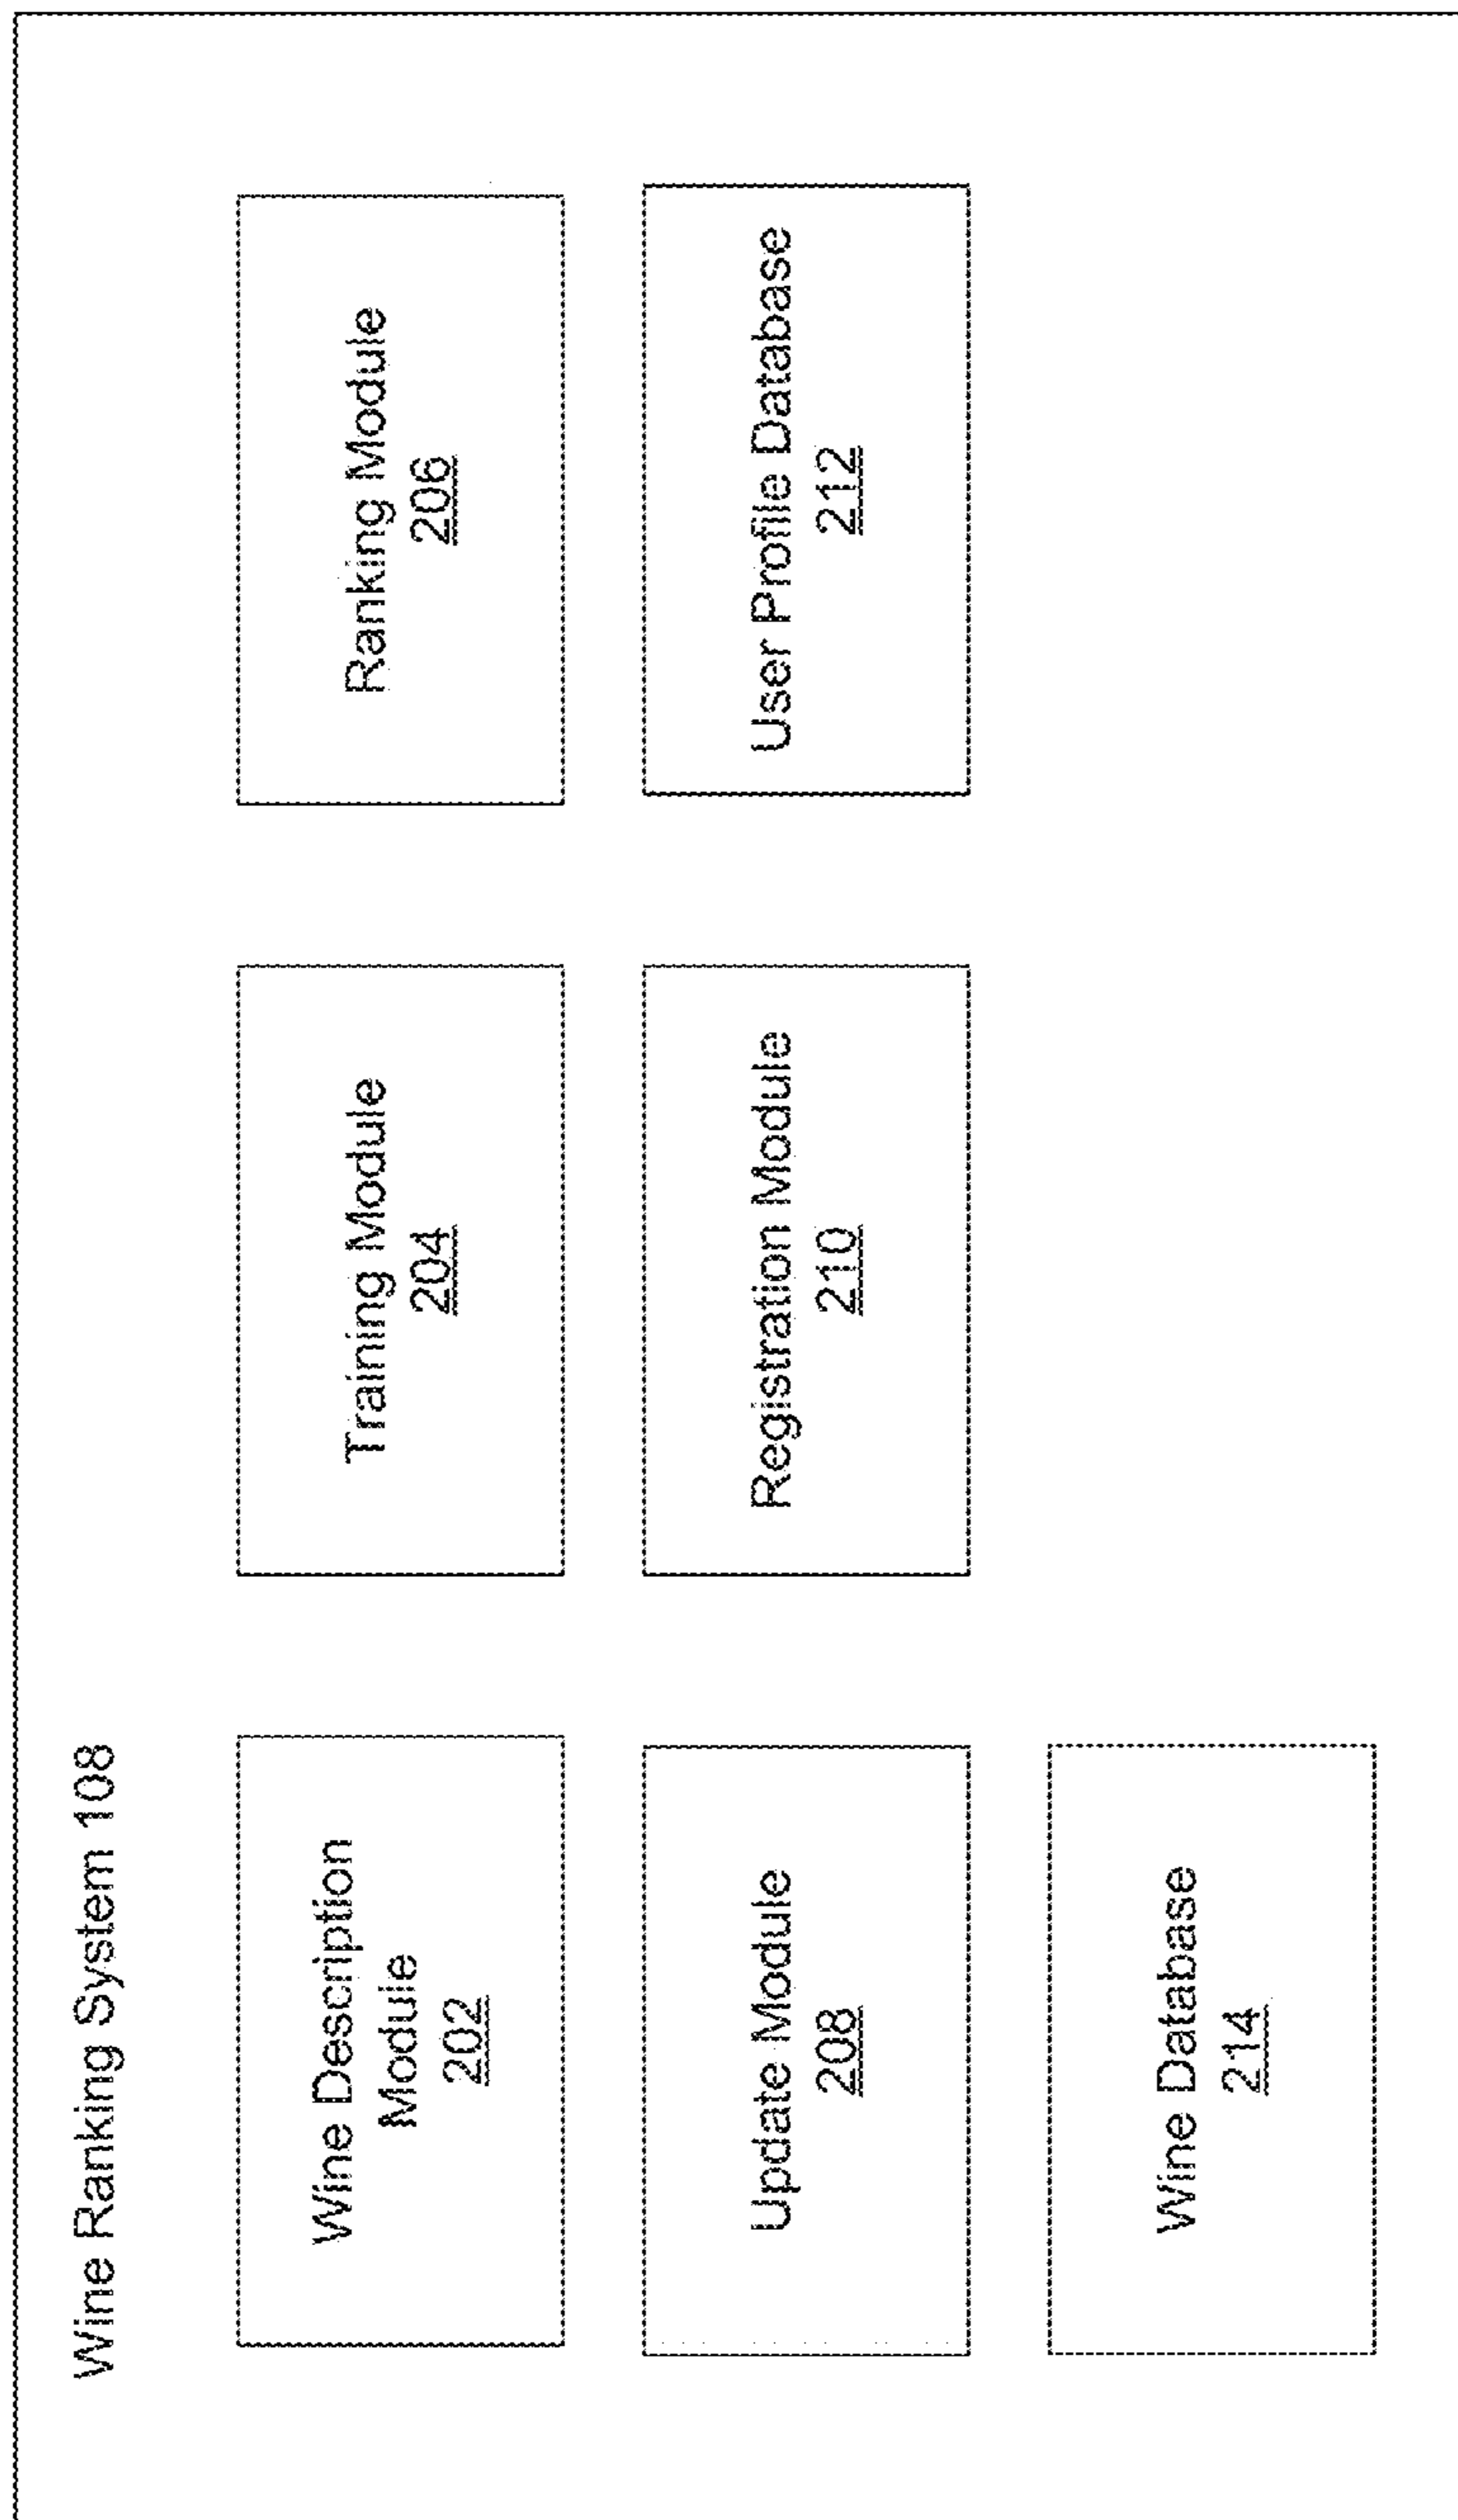 Wine Ranking System 108
Wine Description
Module
202
Training Module
204
Ranking Module
206
Update Module
208
Registration Module
210
User Profile Database
212
Wine Database
214